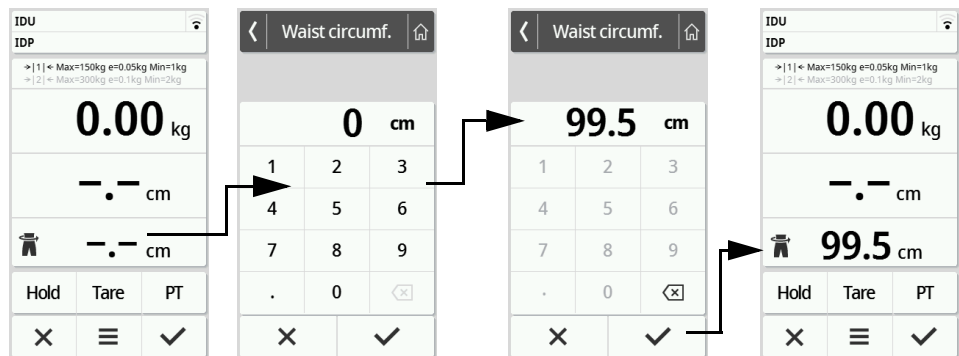 IDU
IDP
→|1|← Max=150kg e=0.05kg Min=1kg
→|2|← Max=300kg e=0.1kg Min=2kg
0.00 kg
–.– cm
–.– cm
Hold Tare PT
Waist circumf.
0 cm
1 2 3
4 5 6
7 8 9
. 0
Waist circumf.
99.5 cm
1 2 3
4 5 6
7 8 9
. 0
IDU
IDP
→|1|← Max=150kg e=0.05kg Min=1kg
→|2|← Max=300kg e=0.1kg Min=2kg
0.00 kg
–.– cm
99.5 cm
Hold Tare PT